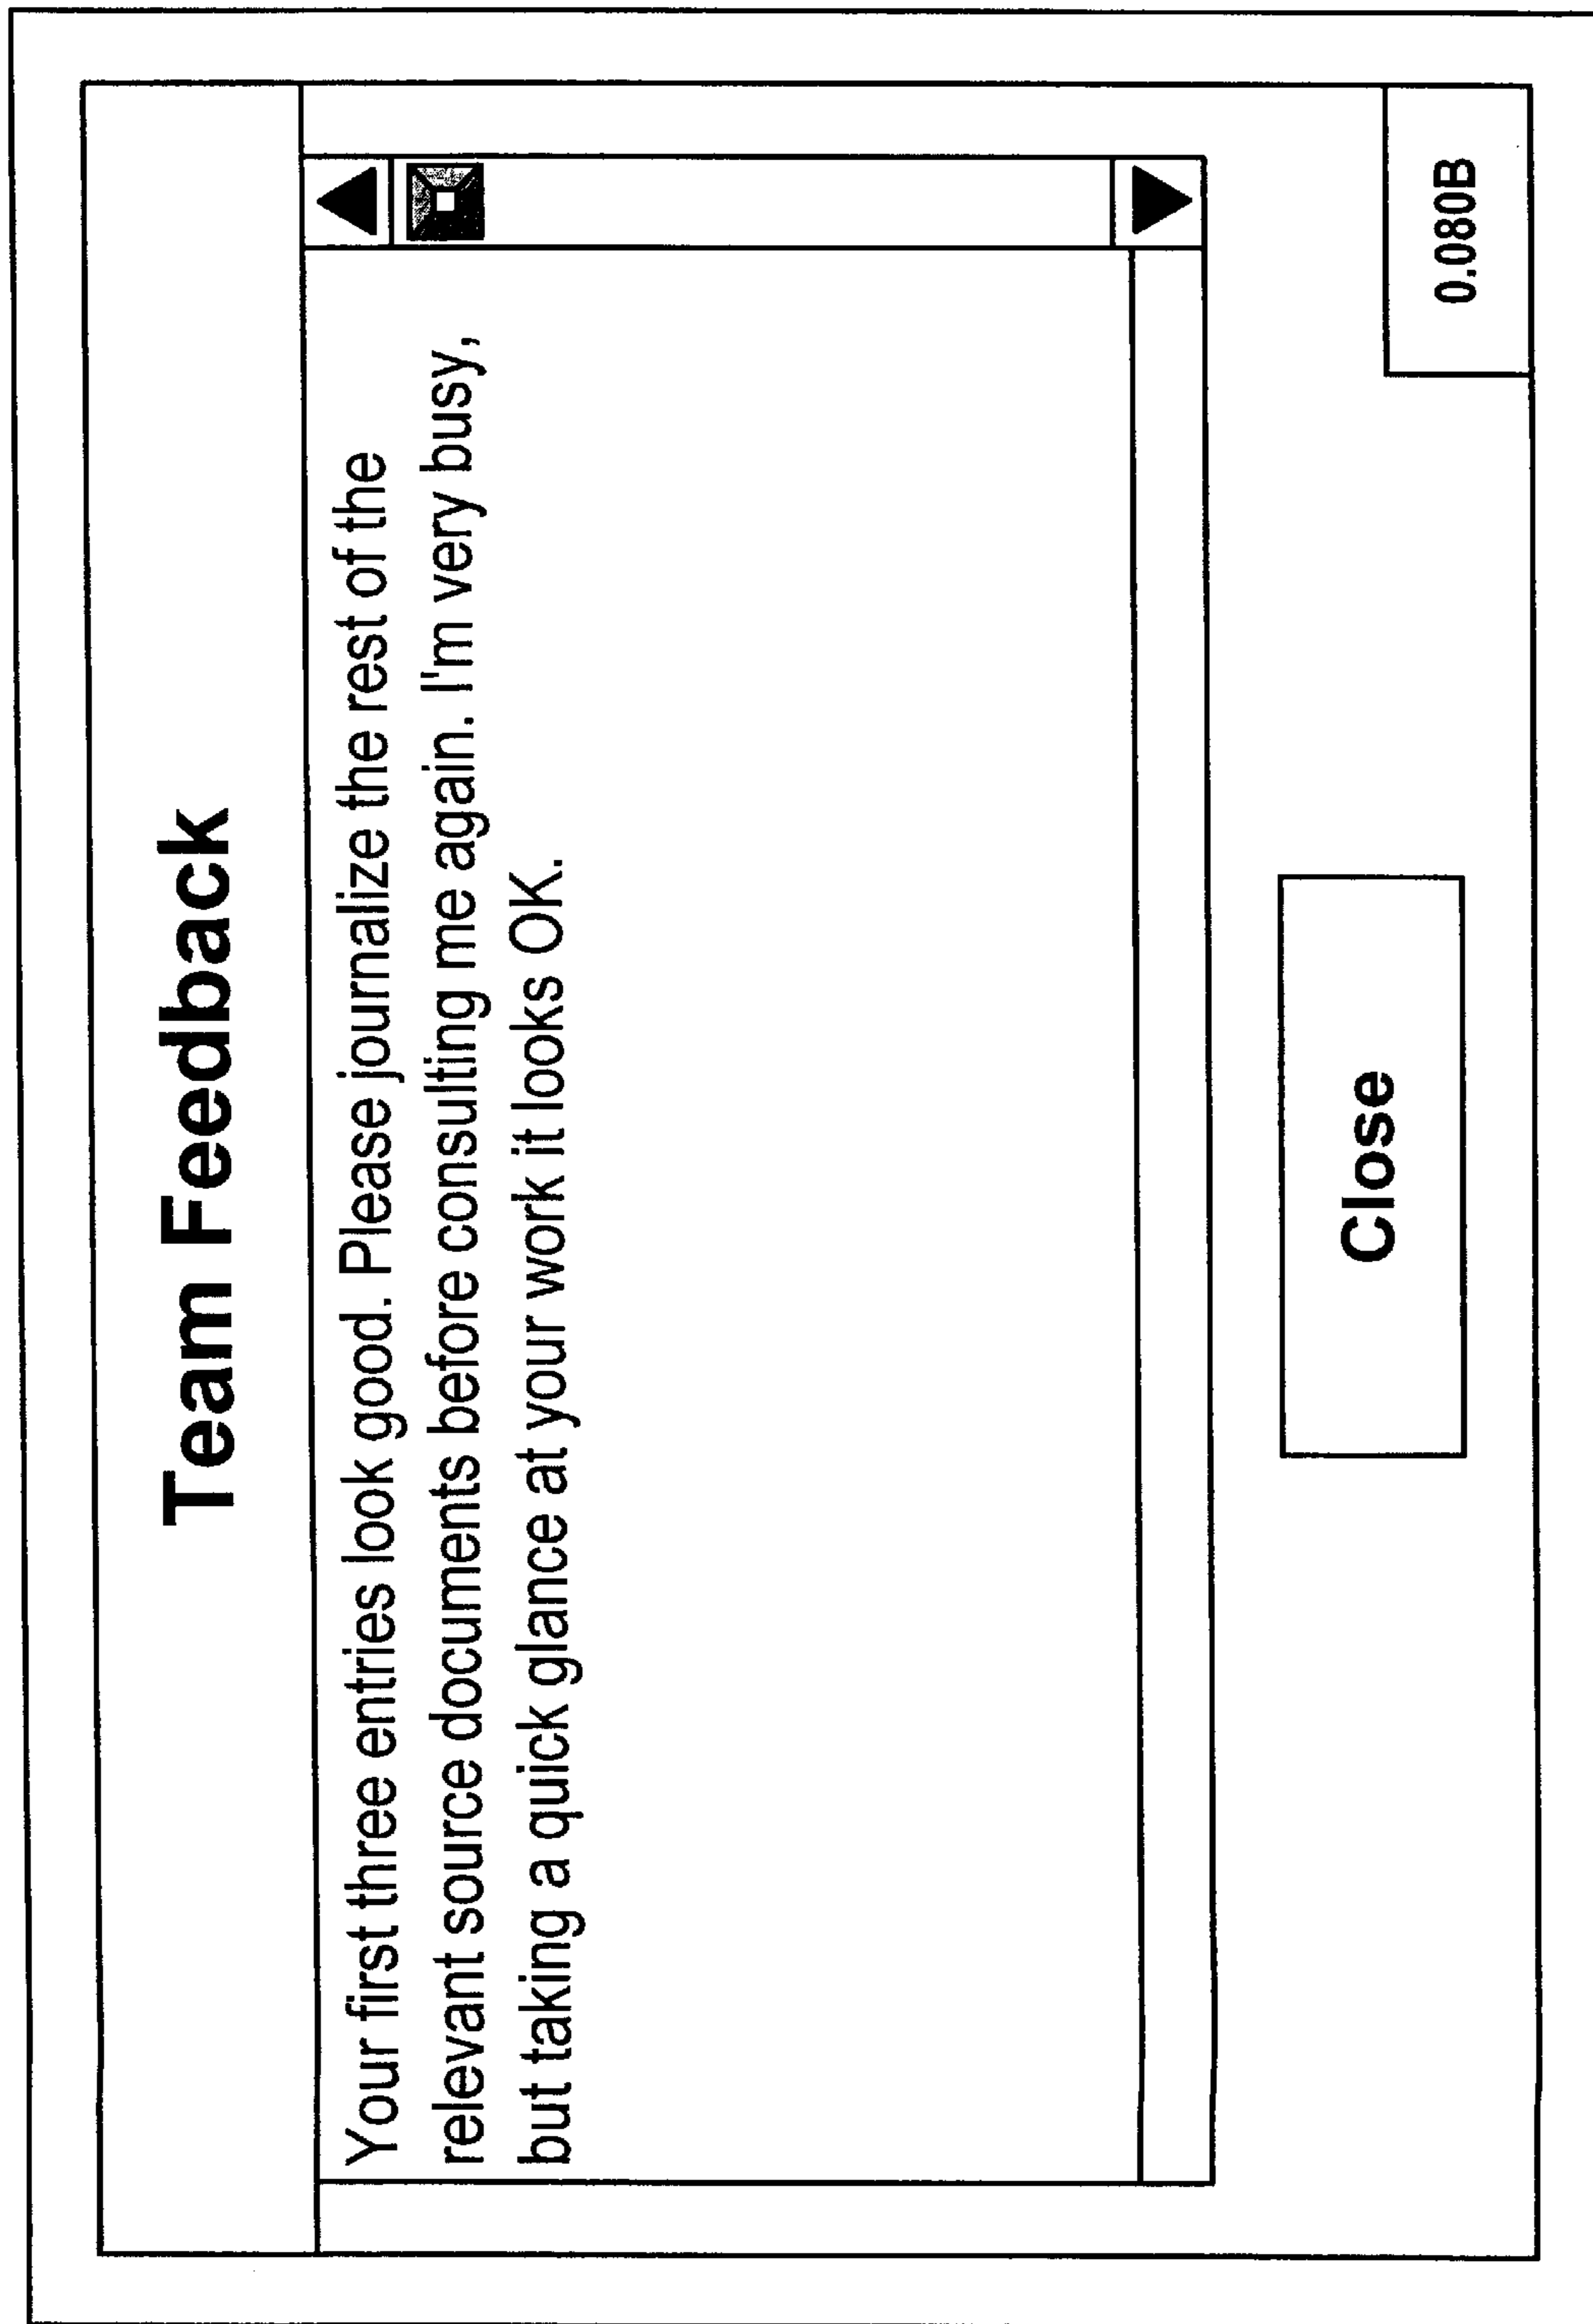 Team Feedback
Your first three entries look good. Please journalize the rest of the
relevant source documents before consulting me again. I'm very busy,
but taking a quick glance at your work it looks OK.
Close
0.080B